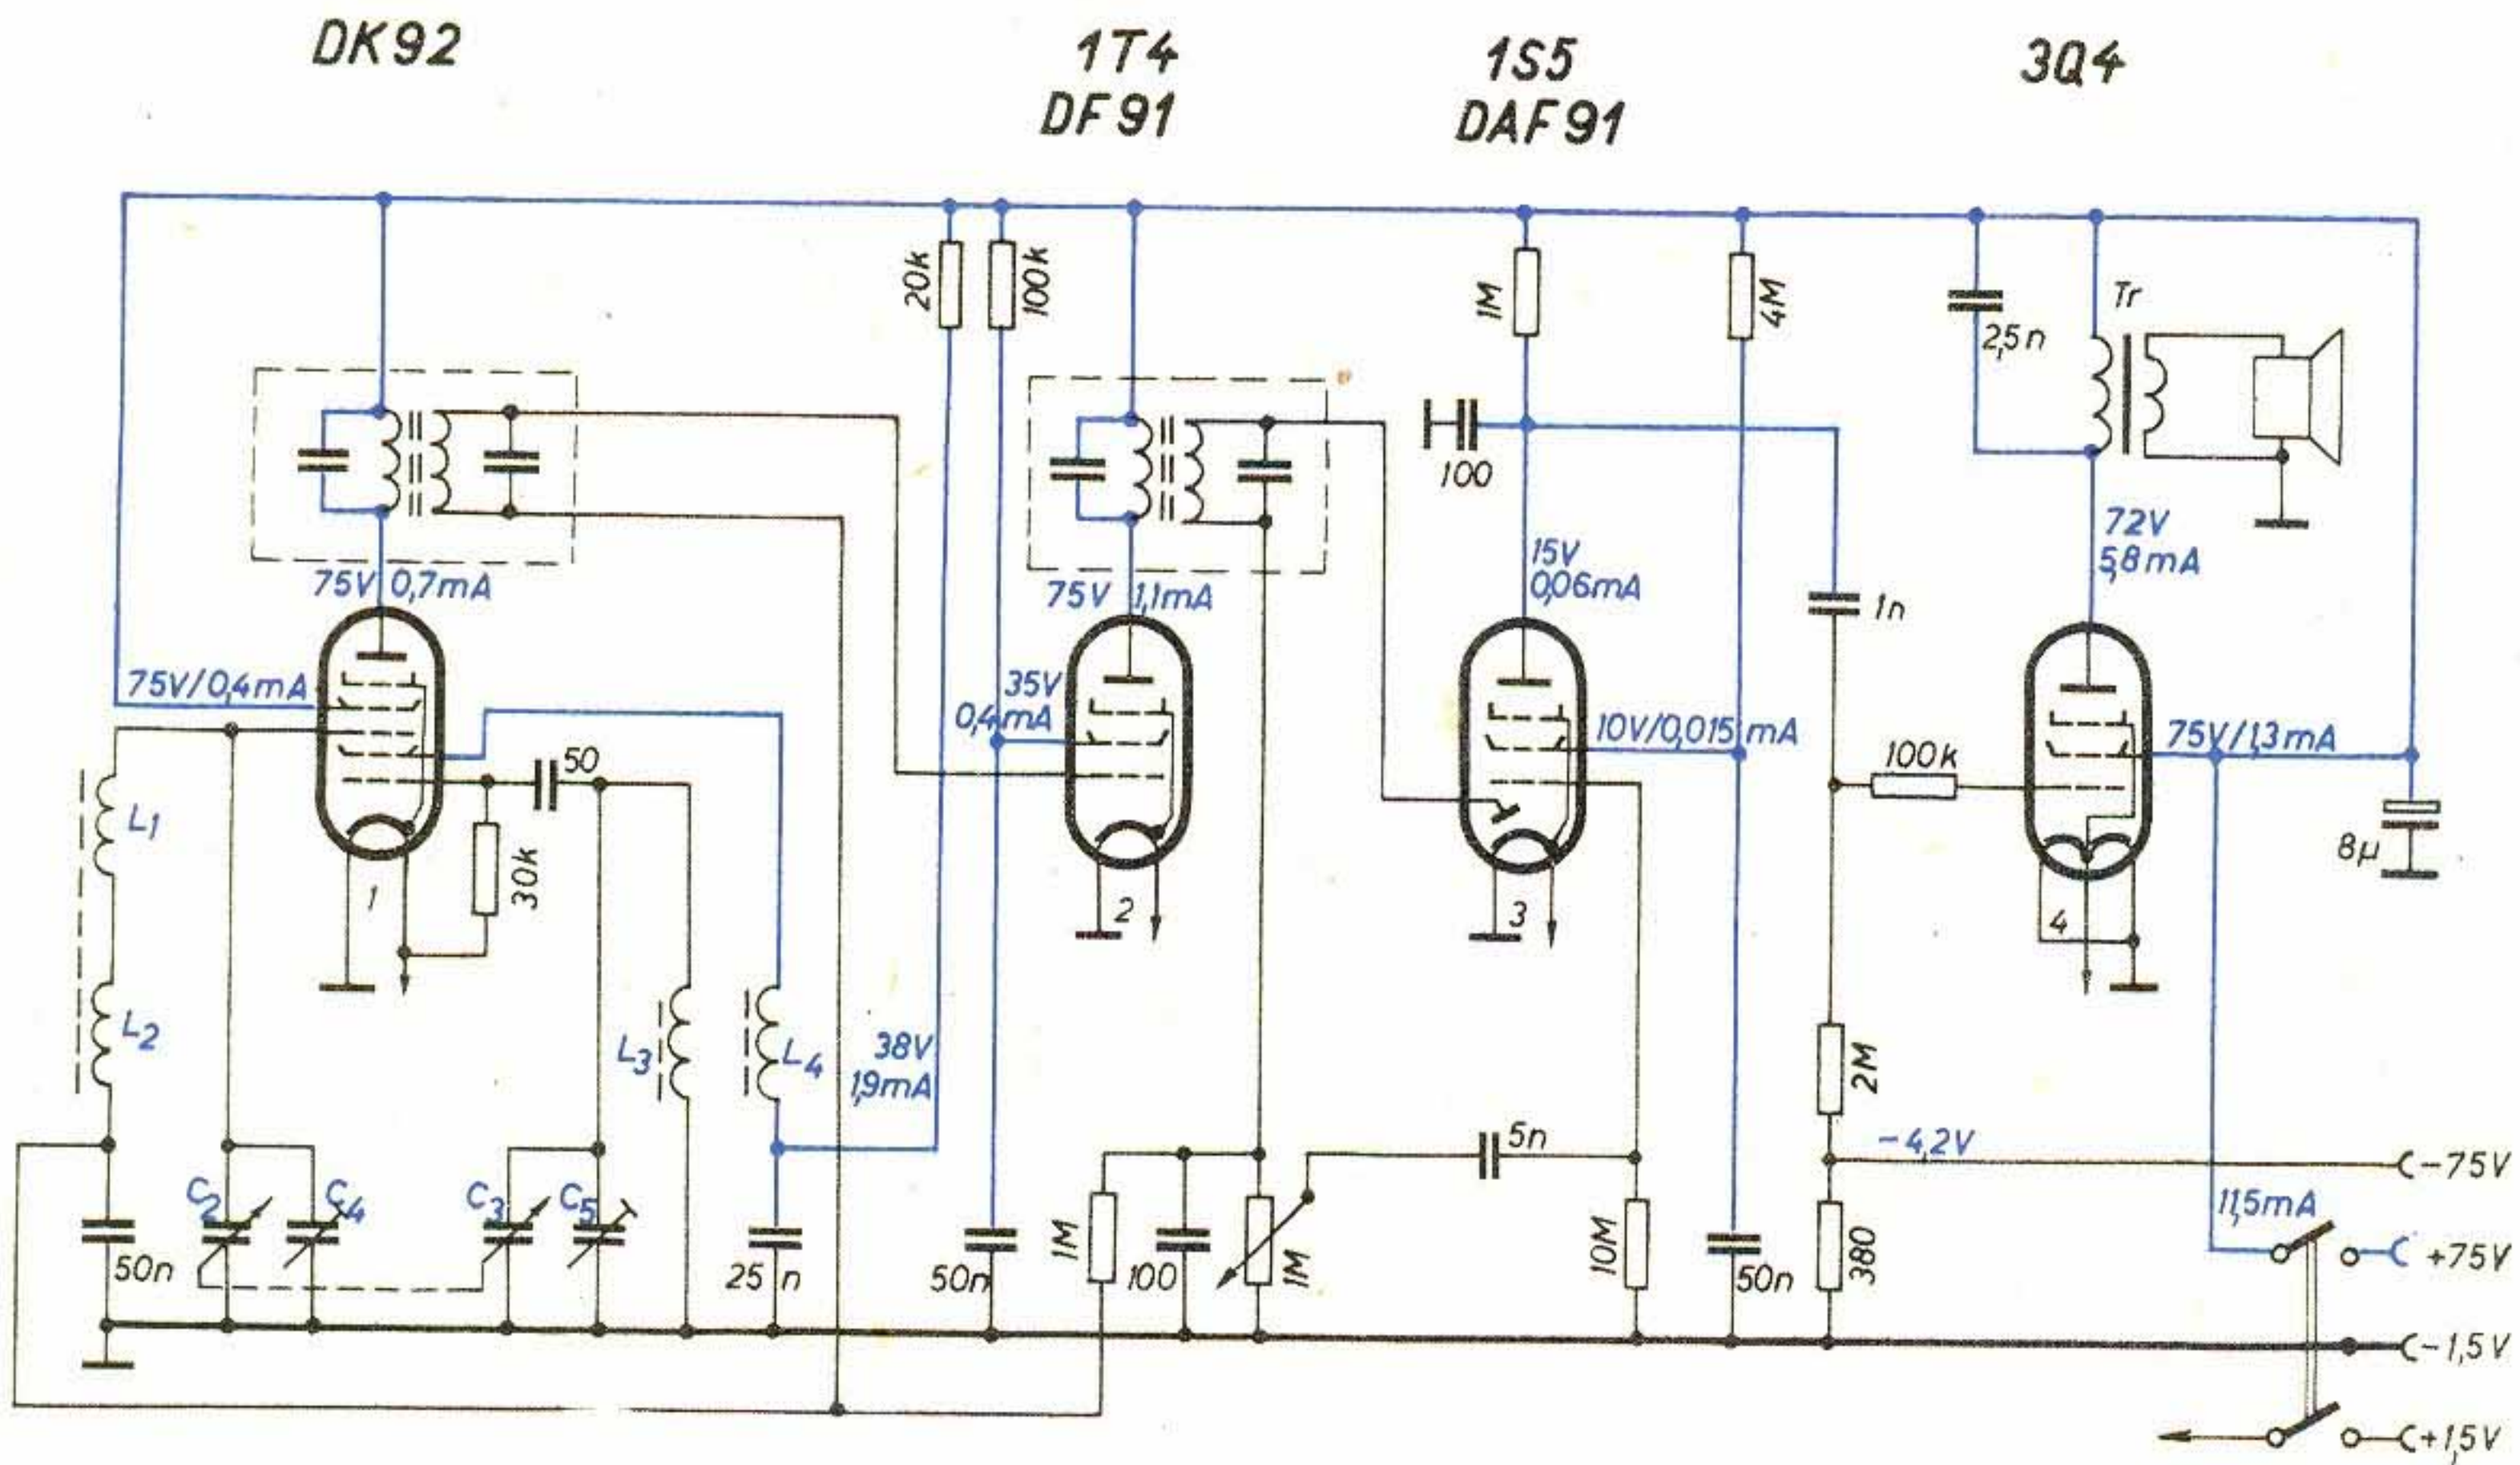 DK92
1T4
DF91
1S5
DAF91
3Q4
20k
100k
1M
4M
2,5n
Tr
100
75V 0,7mA
75V 1,1mA
15V
0,06mA
72V
5,8mA
1n
75V/0,4mA
35V
0,4mA
10V/0,015mA
75V/1,3mA
50
100k
L1
30k
8µ
1
2
3
4
L2
L3
L4
38V
1,9mA
2M
5n
-4,2V
-75V
C2
C4
C3
C5
11,5mA
50n
25n
50n
1M
100
1M
10M
50n
380
+75V
-1,5V
+1,5V